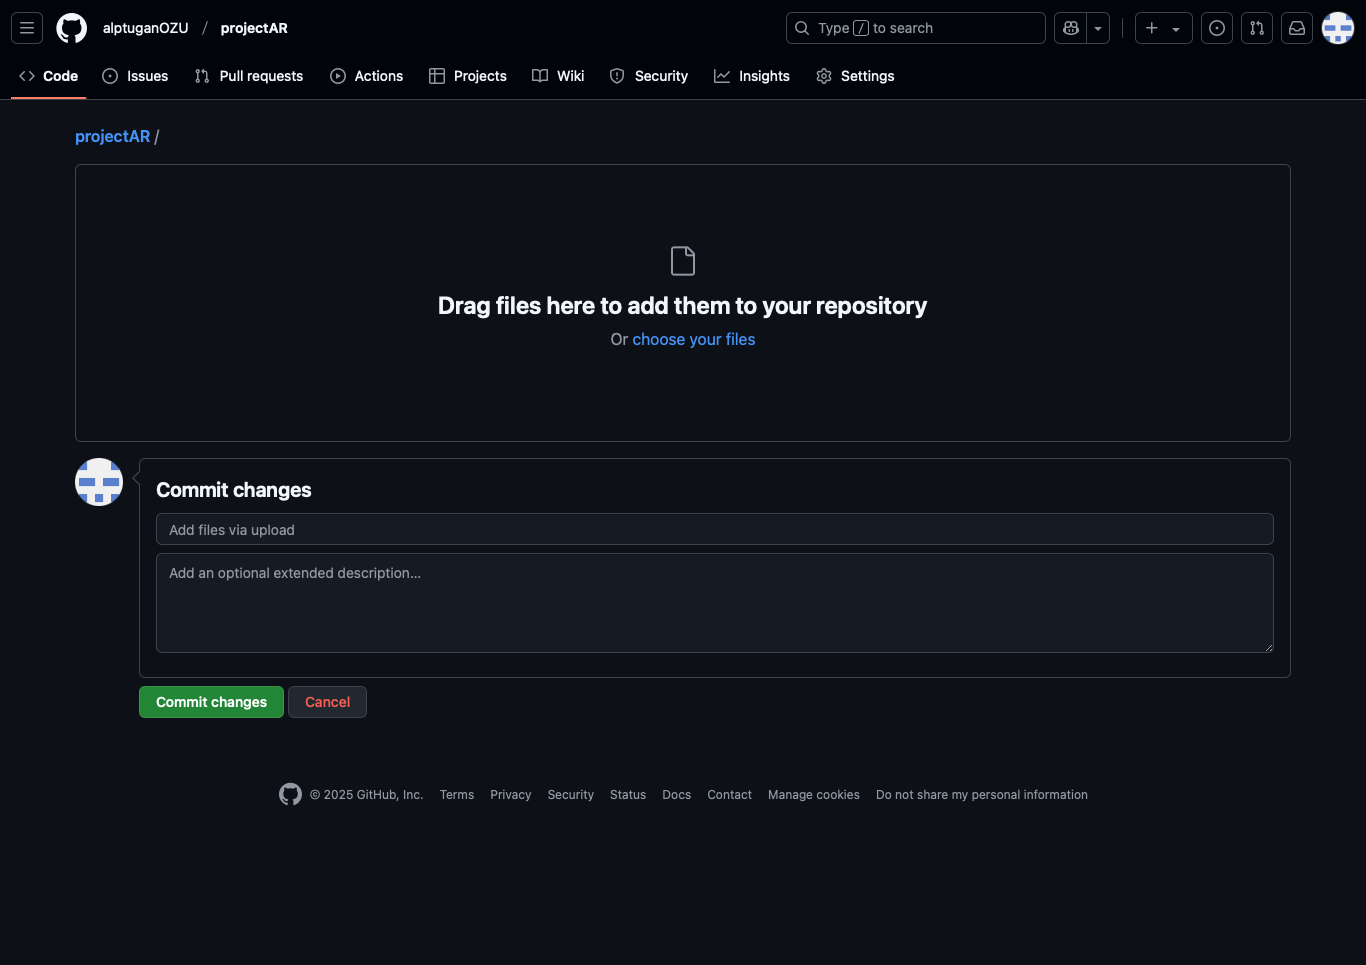 alptuganOZU / projectAR
Type / to search
Code Issues Pull requests Actions Projects Wiki Security Insights Settings
projectAR /
Drag files here to add them to your repository
Or choose your files
Commit changes
Add files via upload
Add an optional extended description...
Commit changes Cancel
© 2025 GitHub, Inc. Terms Privacy Security Status Docs Contact Manage cookies Do not share my personal information